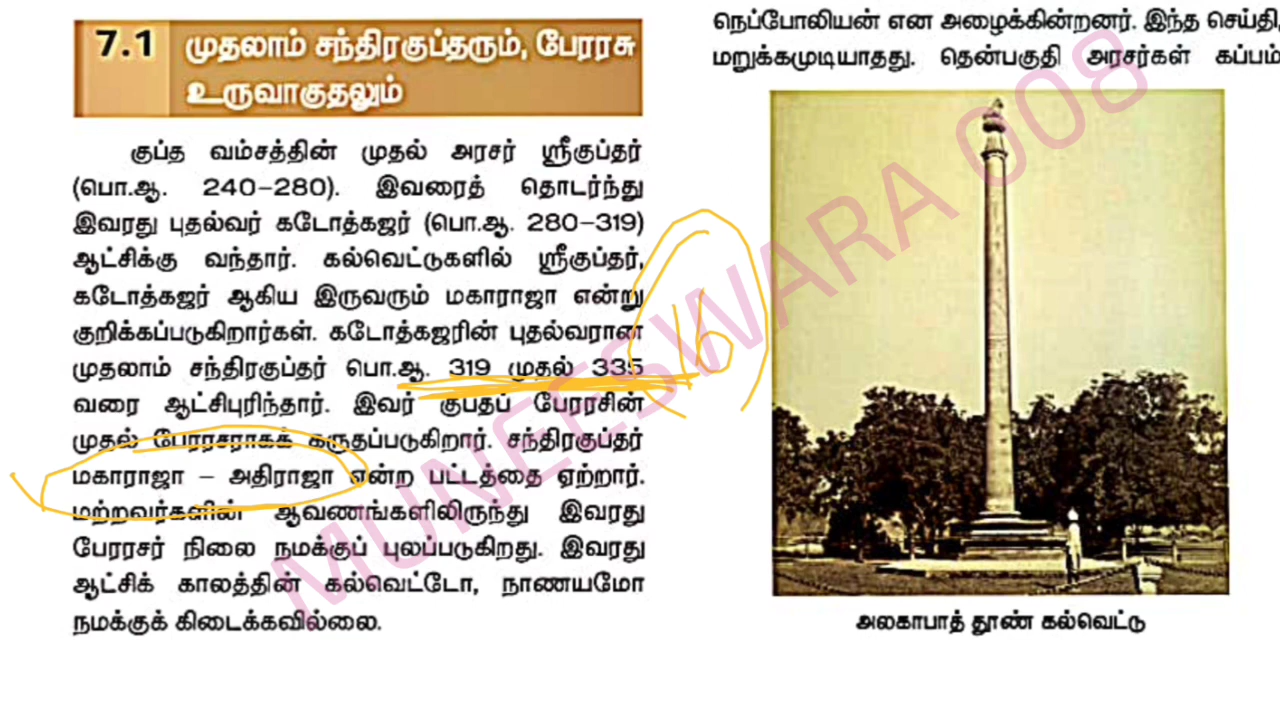 7.1 முதலாம் சந்திரகுப்தரும், பேரரசு
உருவாகுதலும்
குப்த வம்சத்தின் முதல் அரசர் ஸ்ரீகுப்தர்
(பொ.ஆ. 240–280). இவரைத் தொடர்ந்து
இவரது புதல்வர் கடோத்கஜர் (பொ.ஆ. 280–319)
ஆட்சிக்கு வந்தார். கல்வெட்டுகளில் ஸ்ரீகுப்தர்,
கடோத்கஜர் ஆகிய இருவரும் மகாராஜா என்று
குறிக்கப்படுகிறார்கள். கடோத்கஜரின் புதல்வரான
முதலாம் சந்திரகுப்தர் பொ.ஆ. 319 முதல் 335
வரை ஆட்சிபுரிந்தார். இவர் குப்தப் பேரரசின்
முதல் பேரரசராகக் கருதப்படுகிறார். சந்திரகுப்தர்
மகாராஜா – அதிராஜா என்ற பட்டத்தை ஏற்றார்.
மற்றவர்களின் ஆவணங்களிலிருந்து இவரது
பேரரசர் நிலை நமக்குப் புலப்படுகிறது. இவரது
ஆட்சிக் காலத்தின் கல்வெட்டோ, நாணயமோ
நமக்குக் கிடைக்கவில்லை.
16
நெப்போலியன் என அழைக்கின்றனர். இந்த செய்தி,
மறுக்கமுடியாதது. தென்பகுதி அரசர்கள் கப்பம்
அலகாபாத் தூண் கல்வெட்டு
MUNEESWARA 008